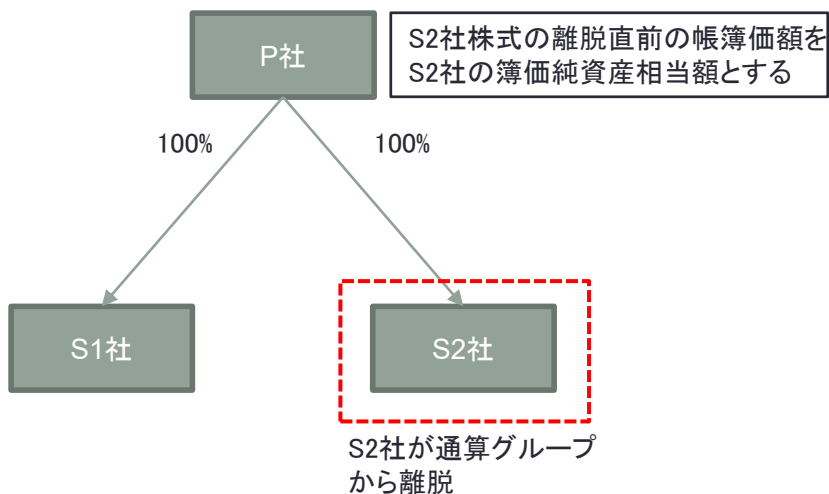 P社
S2社株式の離脱直前の帳簿価額を
S2社の簿価純資産相当額とする
100%
100%
S1社
S2社
S2社が通算グループ
から離脱